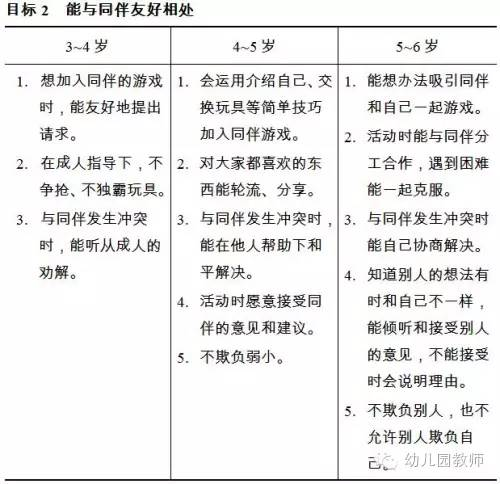 目标 2 能与同伴友好相处
3~4 岁
4~5 岁
5~6 岁
1. 想加入同伴的游戏
时，能友好地提出
请求。
2. 在成人指导下，不
争抢、不独霸玩具。
3. 与同伴发生冲突
时，能听从成人的
劝解。
1. 会运用介绍自己、交
换玩具等简单技巧
加入同伴游戏。
2. 对大家都喜欢的东
西能轮流、分享。
3. 与同伴发生冲突时，
能在他人帮助下和
平解决。
4. 活动时愿意接受同
伴的意见和建议。
5. 不欺负弱小。
1. 能想办法吸引同伴
和自己一起游戏。
2. 活动时能与同伴分
工合作，遇到困难
能一起克服。
3. 与同伴发生冲突时
能自己协商解决。
4. 知道别人的想法有
时和自己不一样，
能倾听和接受别人
的意见，不能接受
时会说明理由。
5. 不欺负别人，也不
允许别人欺负自
己。
幼儿园教师